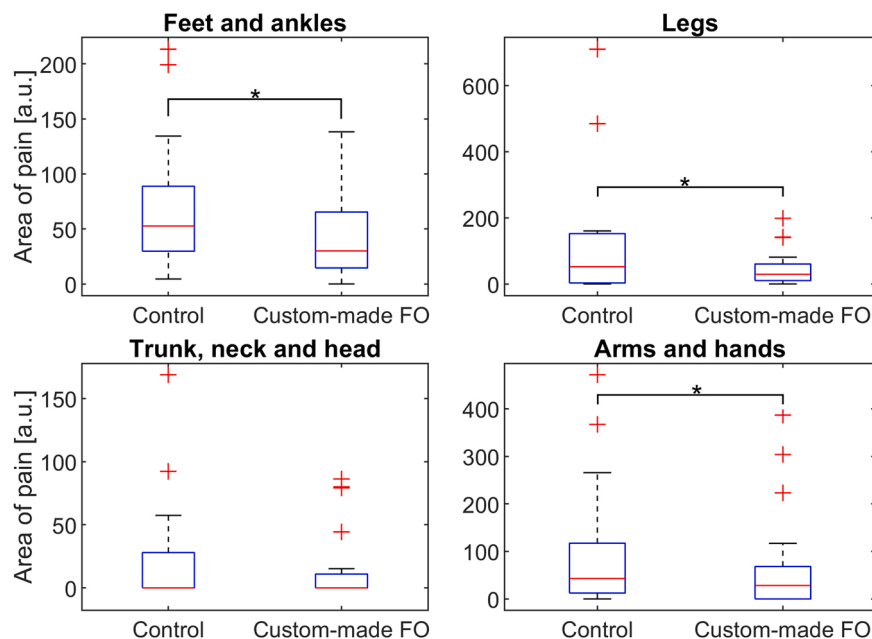 Feet and ankles
Area of pain [a.u.]
200
150
100
50
0
*
Control Custom-made FO
Legs
600
400
200
0
*
Control Custom-made FO
Trunk, neck and head
Area of pain [a.u.]
150
100
50
0
Control Custom-made FO
Arms and hands
400
300
200
100
0
*
Control Custom-made FO